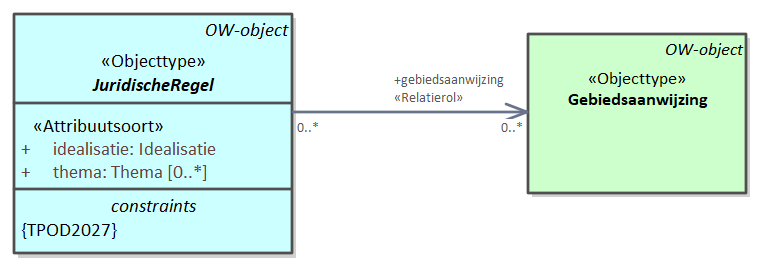 OW-object
«Objecttype»
JuridischeRegel
«Attribuutsoort»
+ idealisatie: Idealisatie
+ thema: Thema [0..*]
constraints
{TPOD2027}
+gebiedsaanwijzing
«Relatierol»
0..*
0..*
OW-object
«Objecttype»
Gebiedsaanwijzing